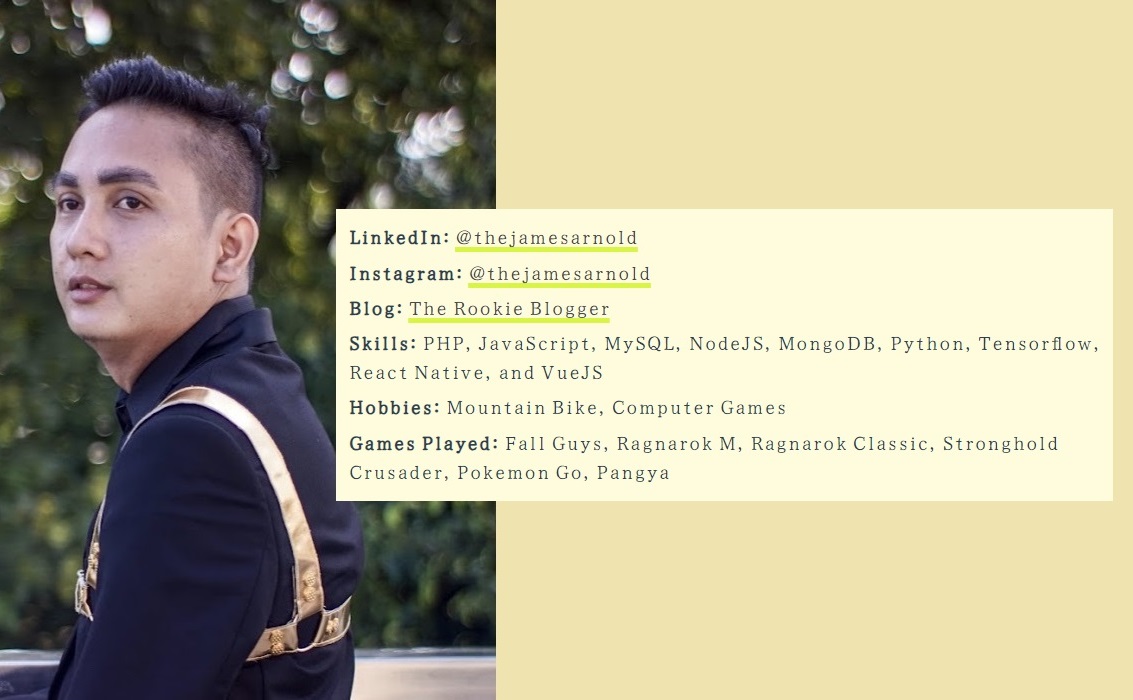 LinkedIn: @thejamesarnold
Instagram: @thejamesarnold
Blog: The Rookie Blogger
Skills: PHP, JavaScript, MySQL, NodeJS, MongoDB, Python, Tensorflow,
React Native, and VueJS
Hobbies: Mountain Bike, Computer Games
Games Played: Fall Guys, Ragnarok M, Ragnarok Classic, Stronghold
Crusader, Pokemon Go, Pangya